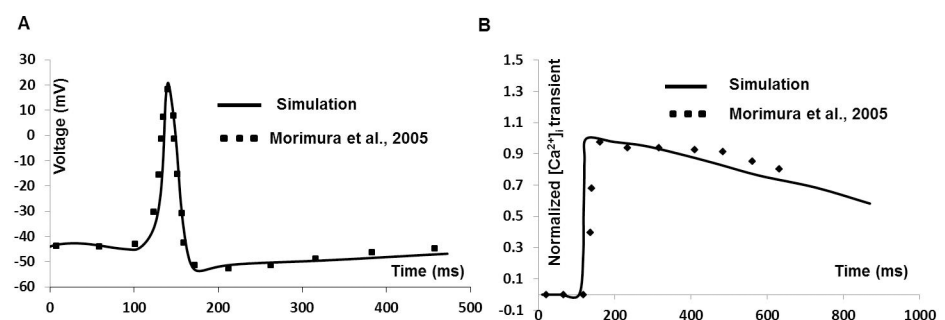 A
30
20
10
0
-10
-20
-30
-40
-50
-60
Voltage (mV)
Simulation
Morimura et al., 2005
Time (ms)
0 100 200 300 400 500
B
1.5
1.3
1.1
0.9
0.7
0.5
0.3
0.1
-0.1
Normalized [Ca²⁺]ᵢ transient
Simulation
Morimura et al., 2005
Time (ms)
0 200 400 600 800 1000